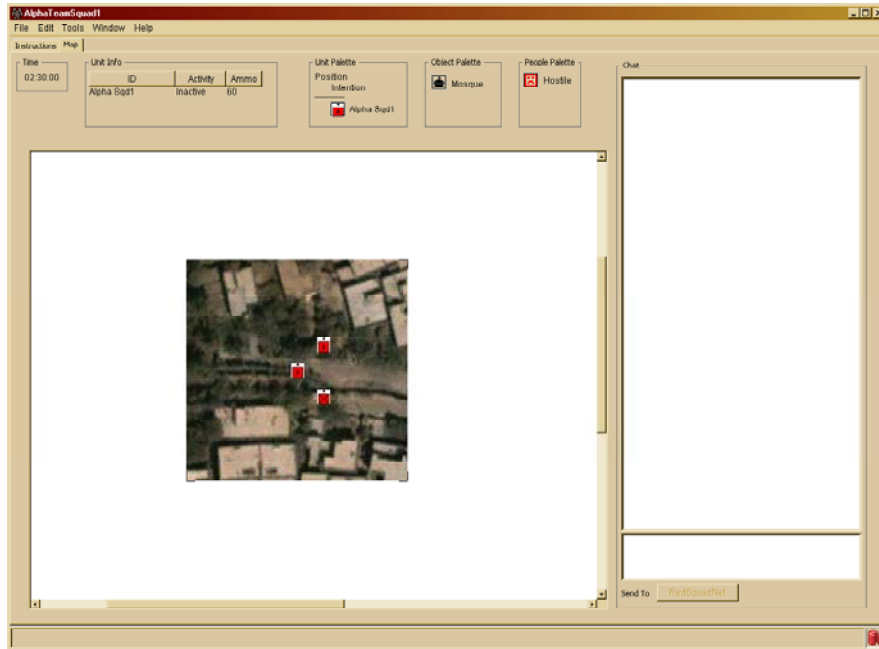 AlphaTeamSquad1
File Edit Tools Window Help
Instructions Map
Time
02:30:00
Unit Info
ID Activity Ammo
Alpha Sqd1 Inactive 60
Unit Palette
Position
Intention
Alpha Sqd1
Object Palette
Mosque
People Palette
Hostile
Chat
Send To RedSquadNet